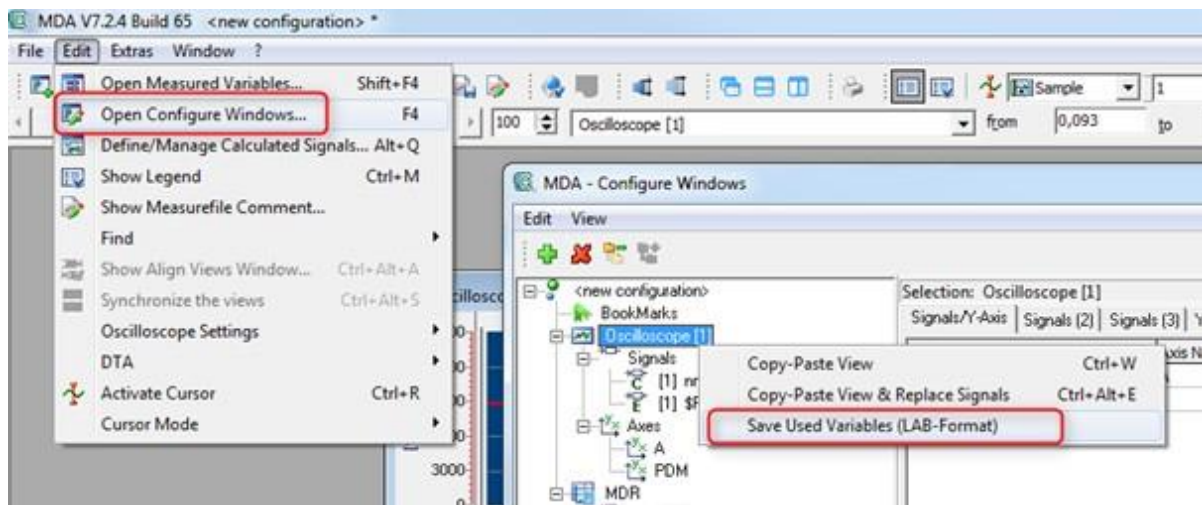 MDA V7.2.4 Build 65 <new configuration> *
File Edit Extras Window ?
Open Measured Variables... Shift+F4
Sample 1
Open Configure Windows... F4
100 Oscilloscope [1] from 0,093 to
Define/Manage Calculated Signals... Alt+Q
Show Legend Ctrl+M
Show Measurefile Comment...
Find
Show Align Views Window... Ctrl+Alt+A
Synchronize the views Ctrl+Alt+S
Oscilloscope Settings
DTA
Activate Cursor Ctrl+R
Cursor Mode
3000
MDA - Configure Windows
Edit View
<new configuration>
BookMarks
Oscilloscope [1]
Signals
[1]
[1]
Axes
A
PDM
MDR
Selection: Oscilloscope [1]
Signals/Y-Axis Signals (2) Signals (3)
Copy-Paste View Ctrl+W
Copy-Paste View & Replace Signals Ctrl+Alt+E
Save Used Variables (LAB-Format)